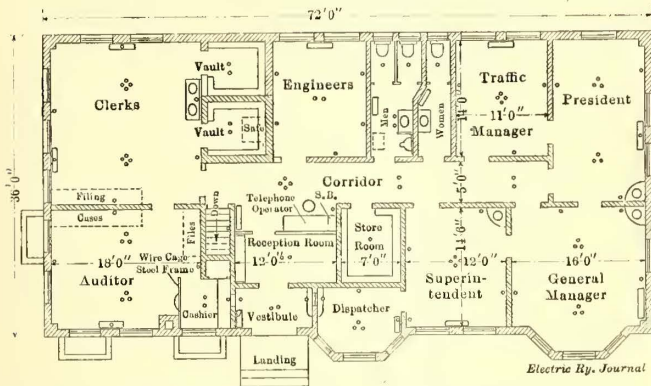 72'0"
Vault
Engineers
Traffic
Manager
11'0"
14'0"
President
Clerks
Vault
Safe
Men
Women
36'0"
Corridor
5'0"
Filing
Cases
Down
Telephone
Operator
S.B.
Files
Reception Room
12'0"
Store
Room
7'0"
11'6"
18'0"
Auditor
Wire Cage
Steel Frame
Cashier
Vestibule
Dispatcher
12'0"
Superin-
tendent
16'0"
General
Manager
Landing
Electric Ry. Journal